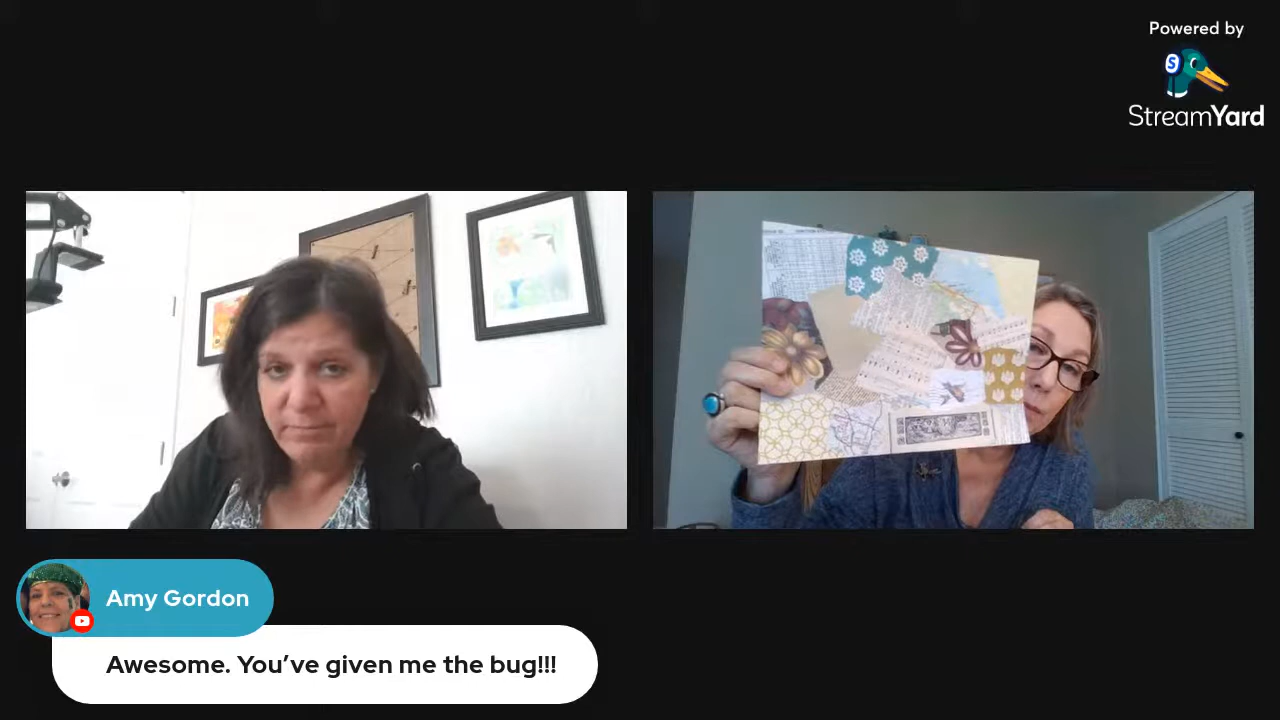 Powered by
S
StreamYard
Amy Gordon
Awesome. You’ve given me the bug!!!